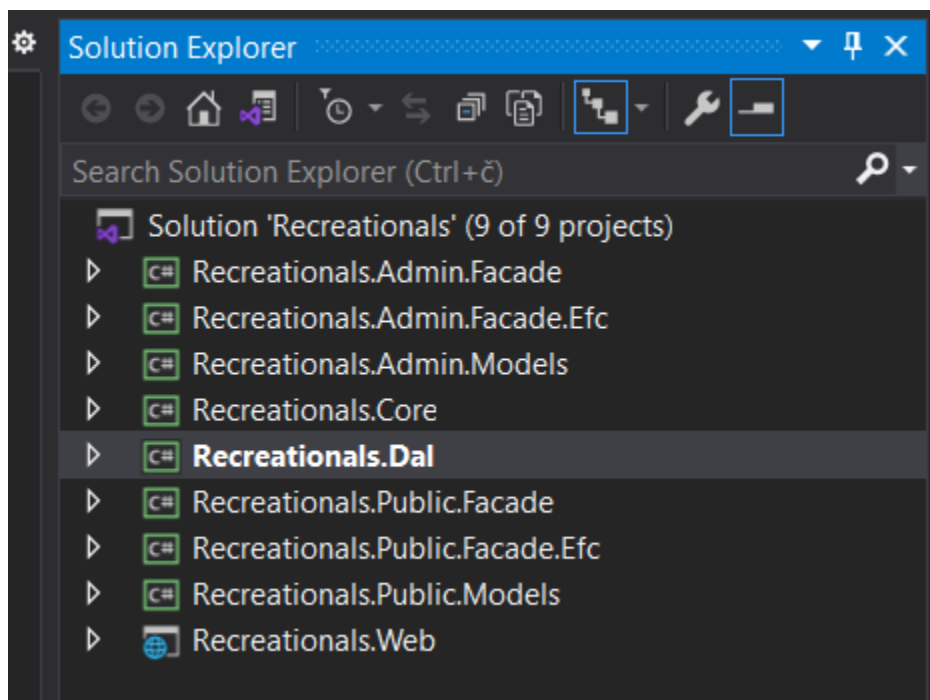 Solution Explorer
Search Solution Explorer (Ctrl+č)
Solution 'Recreationals' (9 of 9 projects)
C# Recreationals.Admin.Facade
C# Recreationals.Admin.Facade.Efc
C# Recreationals.Admin.Models
C# Recreationals.Core
C# Recreationals.Dal
C# Recreationals.Public.Facade
C# Recreationals.Public.Facade.Efc
C# Recreationals.Public.Models
Recreationals.Web